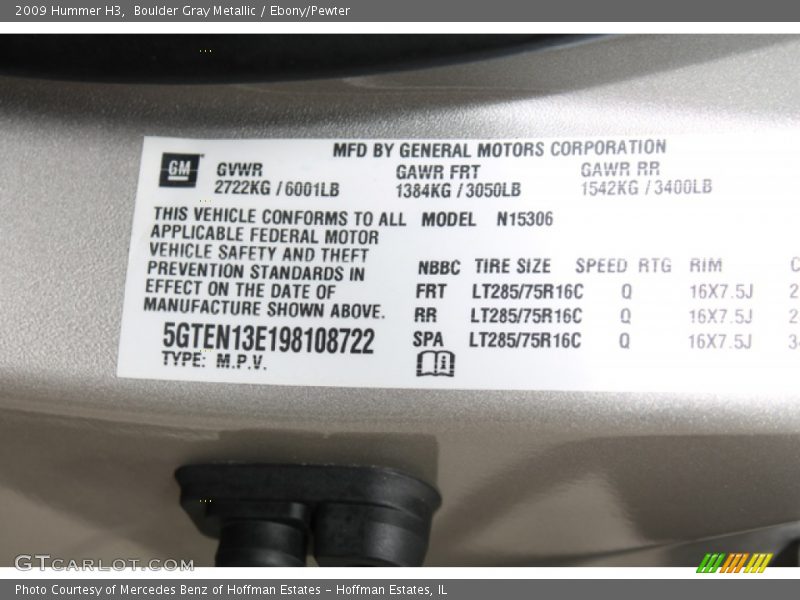 2009 Hummer H3, Boulder Gray Metallic / Ebony/Pewter
MFD BY GENERAL MOTORS CORPORATION
GM
GVWR GAWR FRT GAWR RR
2722KG / 6001LB 1384KG / 3050LB 1542KG / 3400LB
THIS VEHICLE CONFORMS TO ALL MODEL N15306
APPLICABLE FEDERAL MOTOR
VEHICLE SAFETY AND THEFT
PREVENTION STANDARDS IN
EFFECT ON THE DATE OF
MANUFACTURE SHOWN ABOVE.
5GTEN13E198108722
TYPE: M.P.V.
NBBC TIRE SIZE SPEED RTG RIM C
FRT LT285/75R16C Q 16X7.5J 2
RR LT285/75R16C Q 16X7.5J 2
SPA LT285/75R16C Q 16X7.5J 34
GTCARLOT.COM
Photo Courtesy of Mercedes Benz of Hoffman Estates - Hoffman Estates, IL